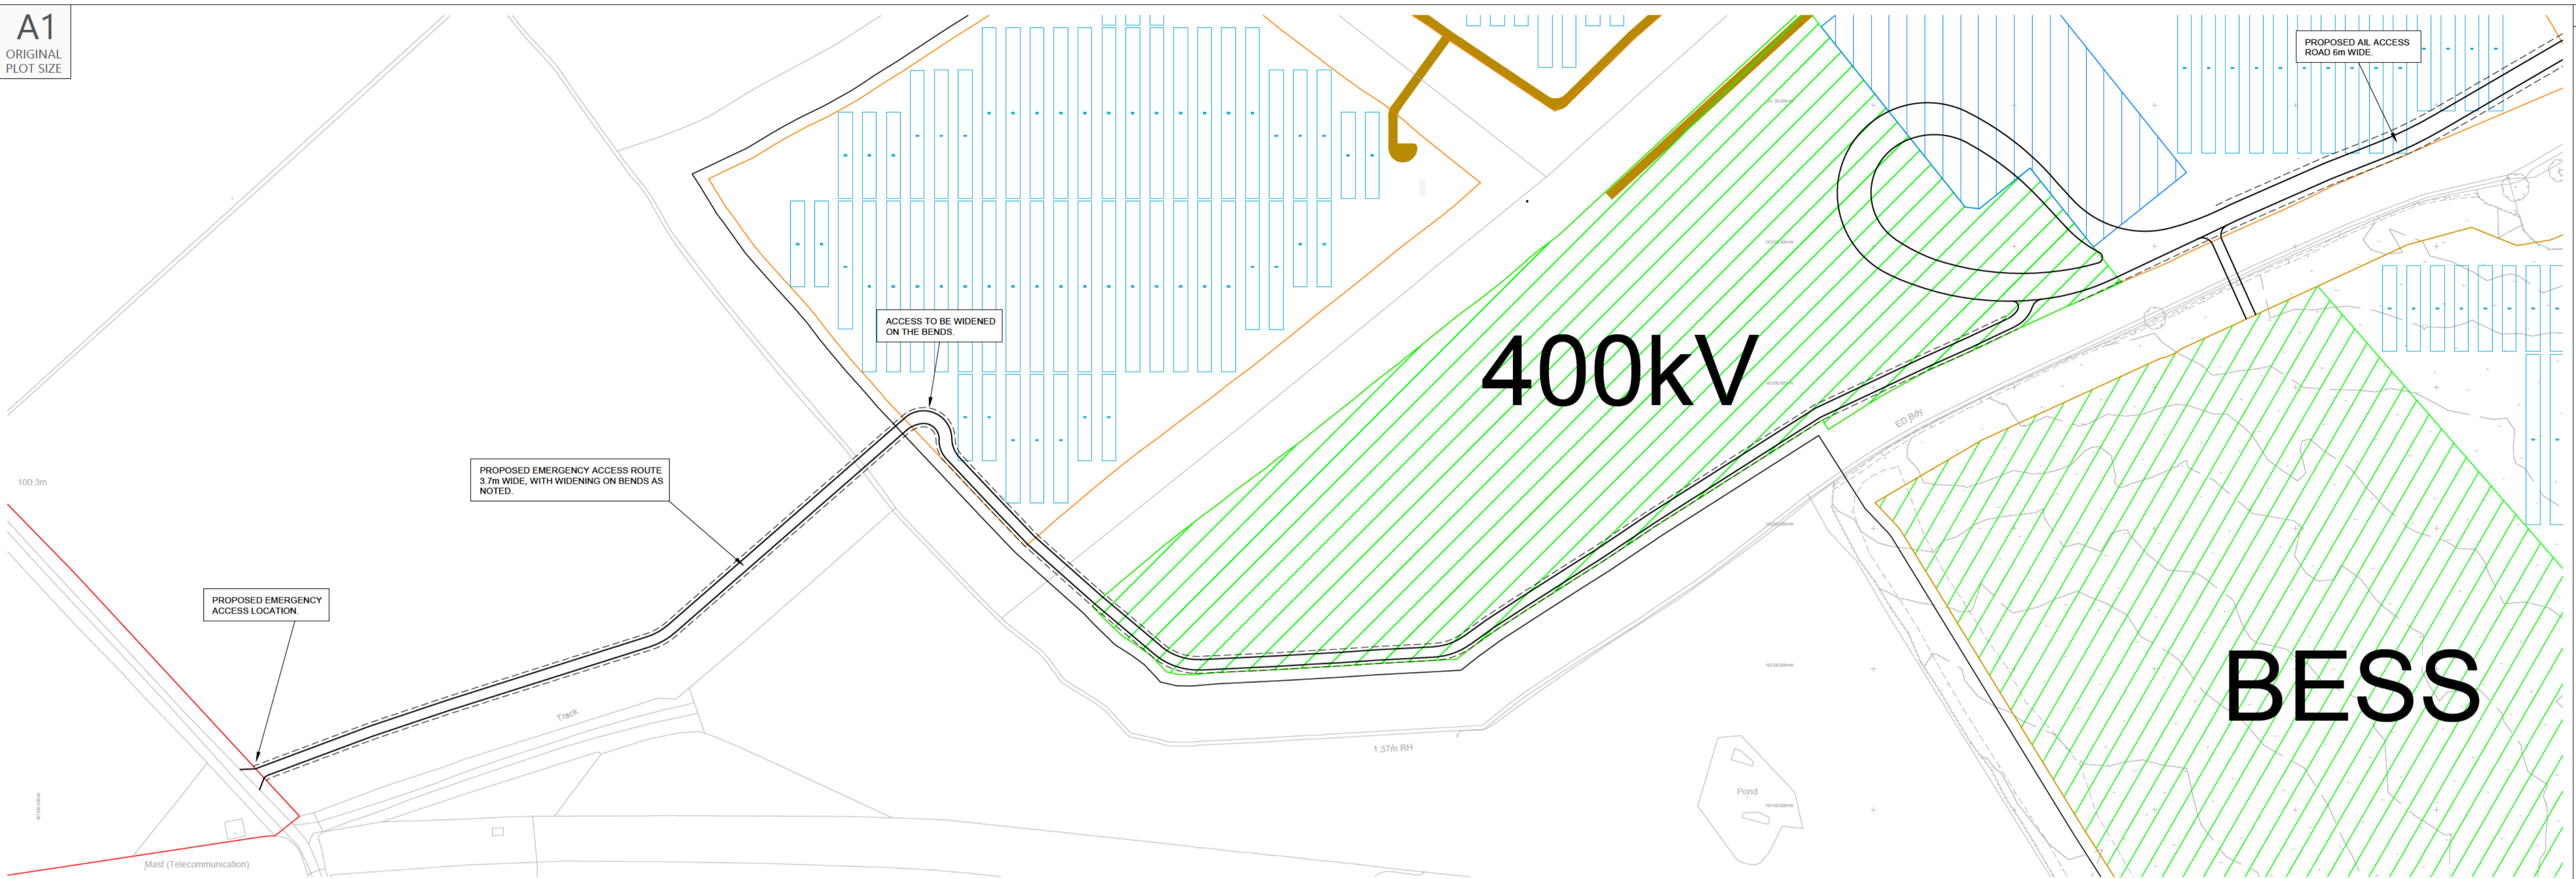 A1
ORIGINAL
PLOT SIZE
PROPOSED AIL ACCESS
ROAD 6m WIDE.
ACCESS TO BE WIDENED
ON THE BENDS.
400kV
ED Bdy
PROPOSED EMERGENCY ACCESS ROUTE
3.7m WIDE, WITH WIDENING ON BENDS AS
NOTED.
100.3m
PROPOSED EMERGENCY
ACCESS LOCATION.
BESS
Track
1.37m RH
Pond
Mast (Telecommunication)